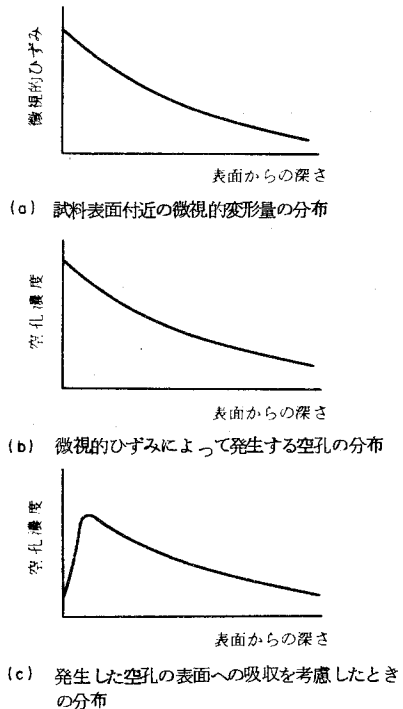 微視的ひずみ
表面からの深さ
(a) 試料表面付近の微視的変形量の分布
空孔濃度
表面からの深さ
(b) 微視的ひずみによって発生する空孔の分布
空孔濃度
表面からの深さ
(c) 発生した空孔の表面への吸収を考慮したとき
の分布